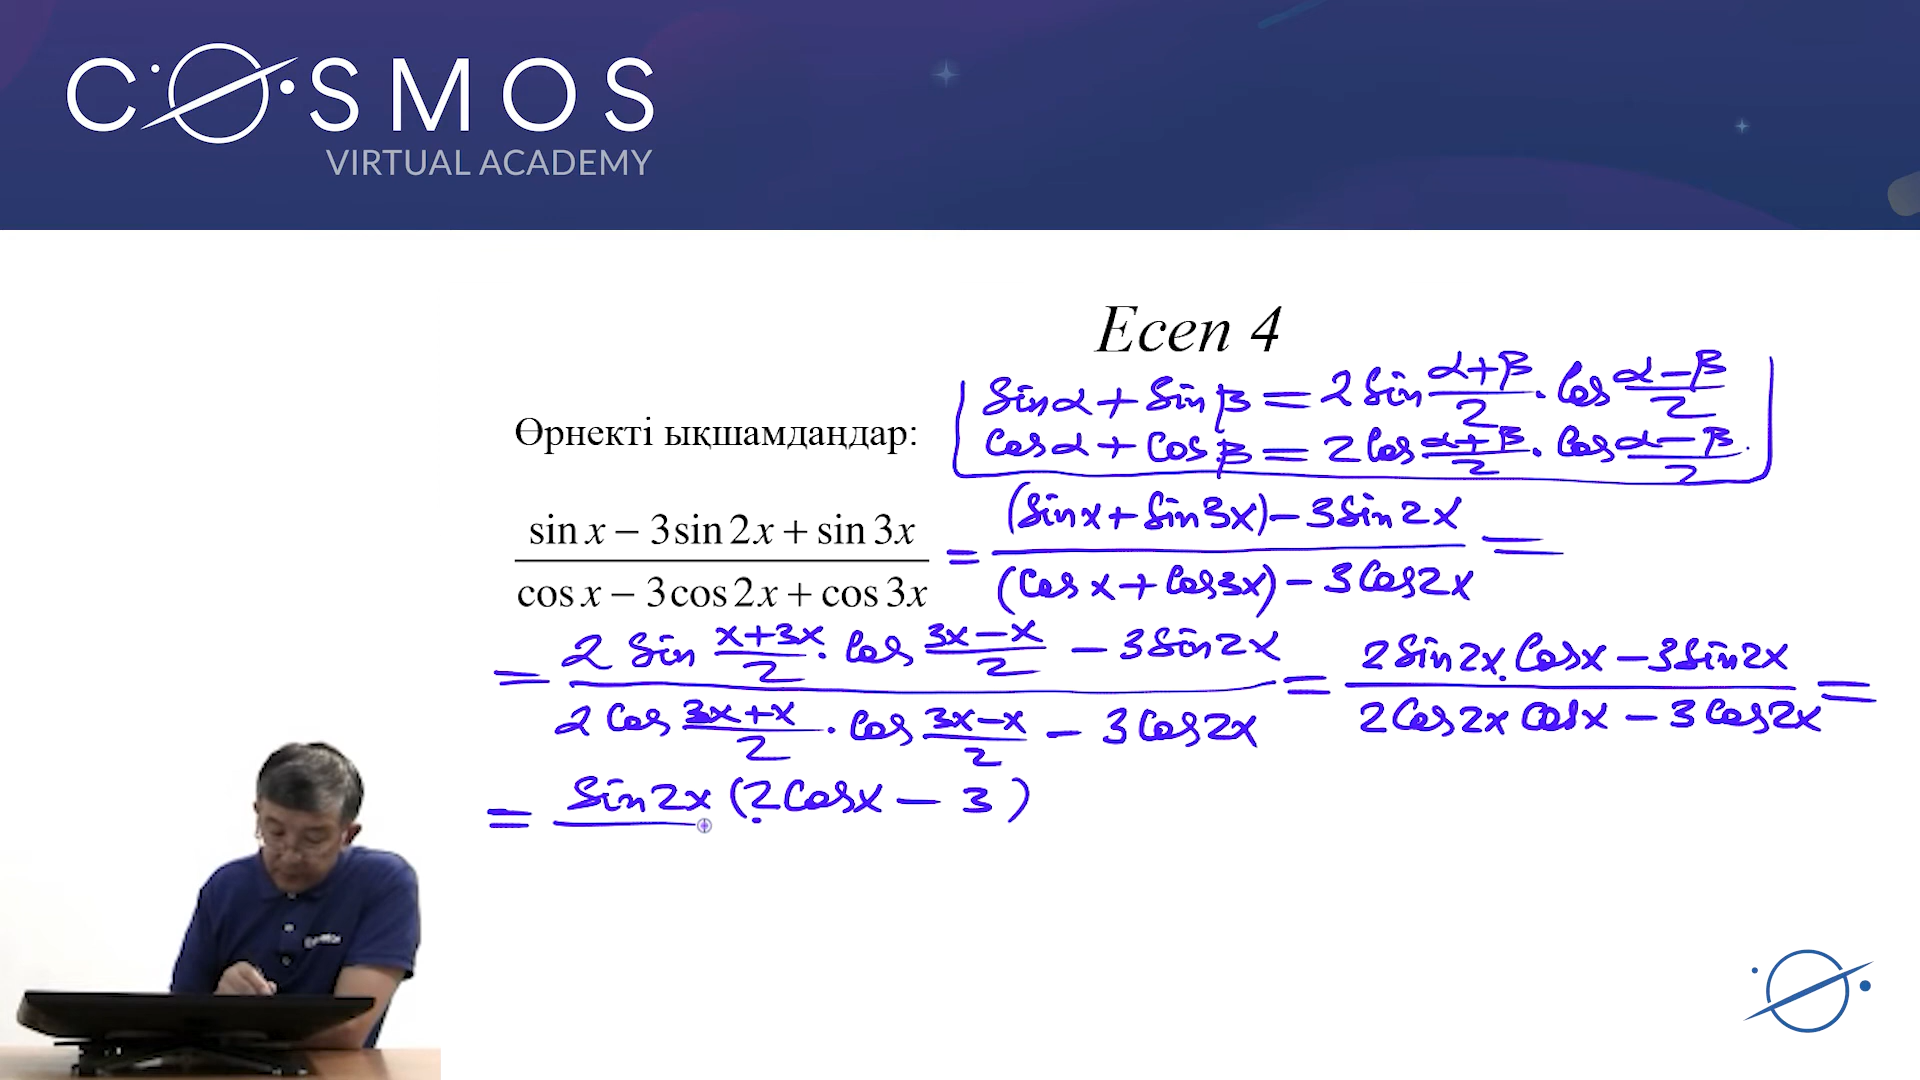 COSMOS
VIRTUAL ACADEMY
Есеп 4
sinα + sinβ = 2 sin (α+β)/2 · cos (α−β)/2
Өрнекті ықшамдаңдар:
cosα + cosβ = 2 cos (α+β)/2 · cos (α−β)/2
(sin x − 3 sin 2x + sin 3x)/(cos x − 3 cos 2x + cos 3x) = ((sin x + sin 3x) − 3 sin 2x)/((cos x + cos 3x) − 3 cos 2x) =
= (2 sin (x+3x)/2 · cos (3x−x)/2 − 3 sin 2x)/(2 cos (3x+x)/2 · cos (3x−x)/2 − 3 cos 2x) = (2 sin 2x · cos x − 3 sin 2x)/(2 cos 2x cos x − 3 cos 2x) =
= sin 2x (2 cos x − 3)